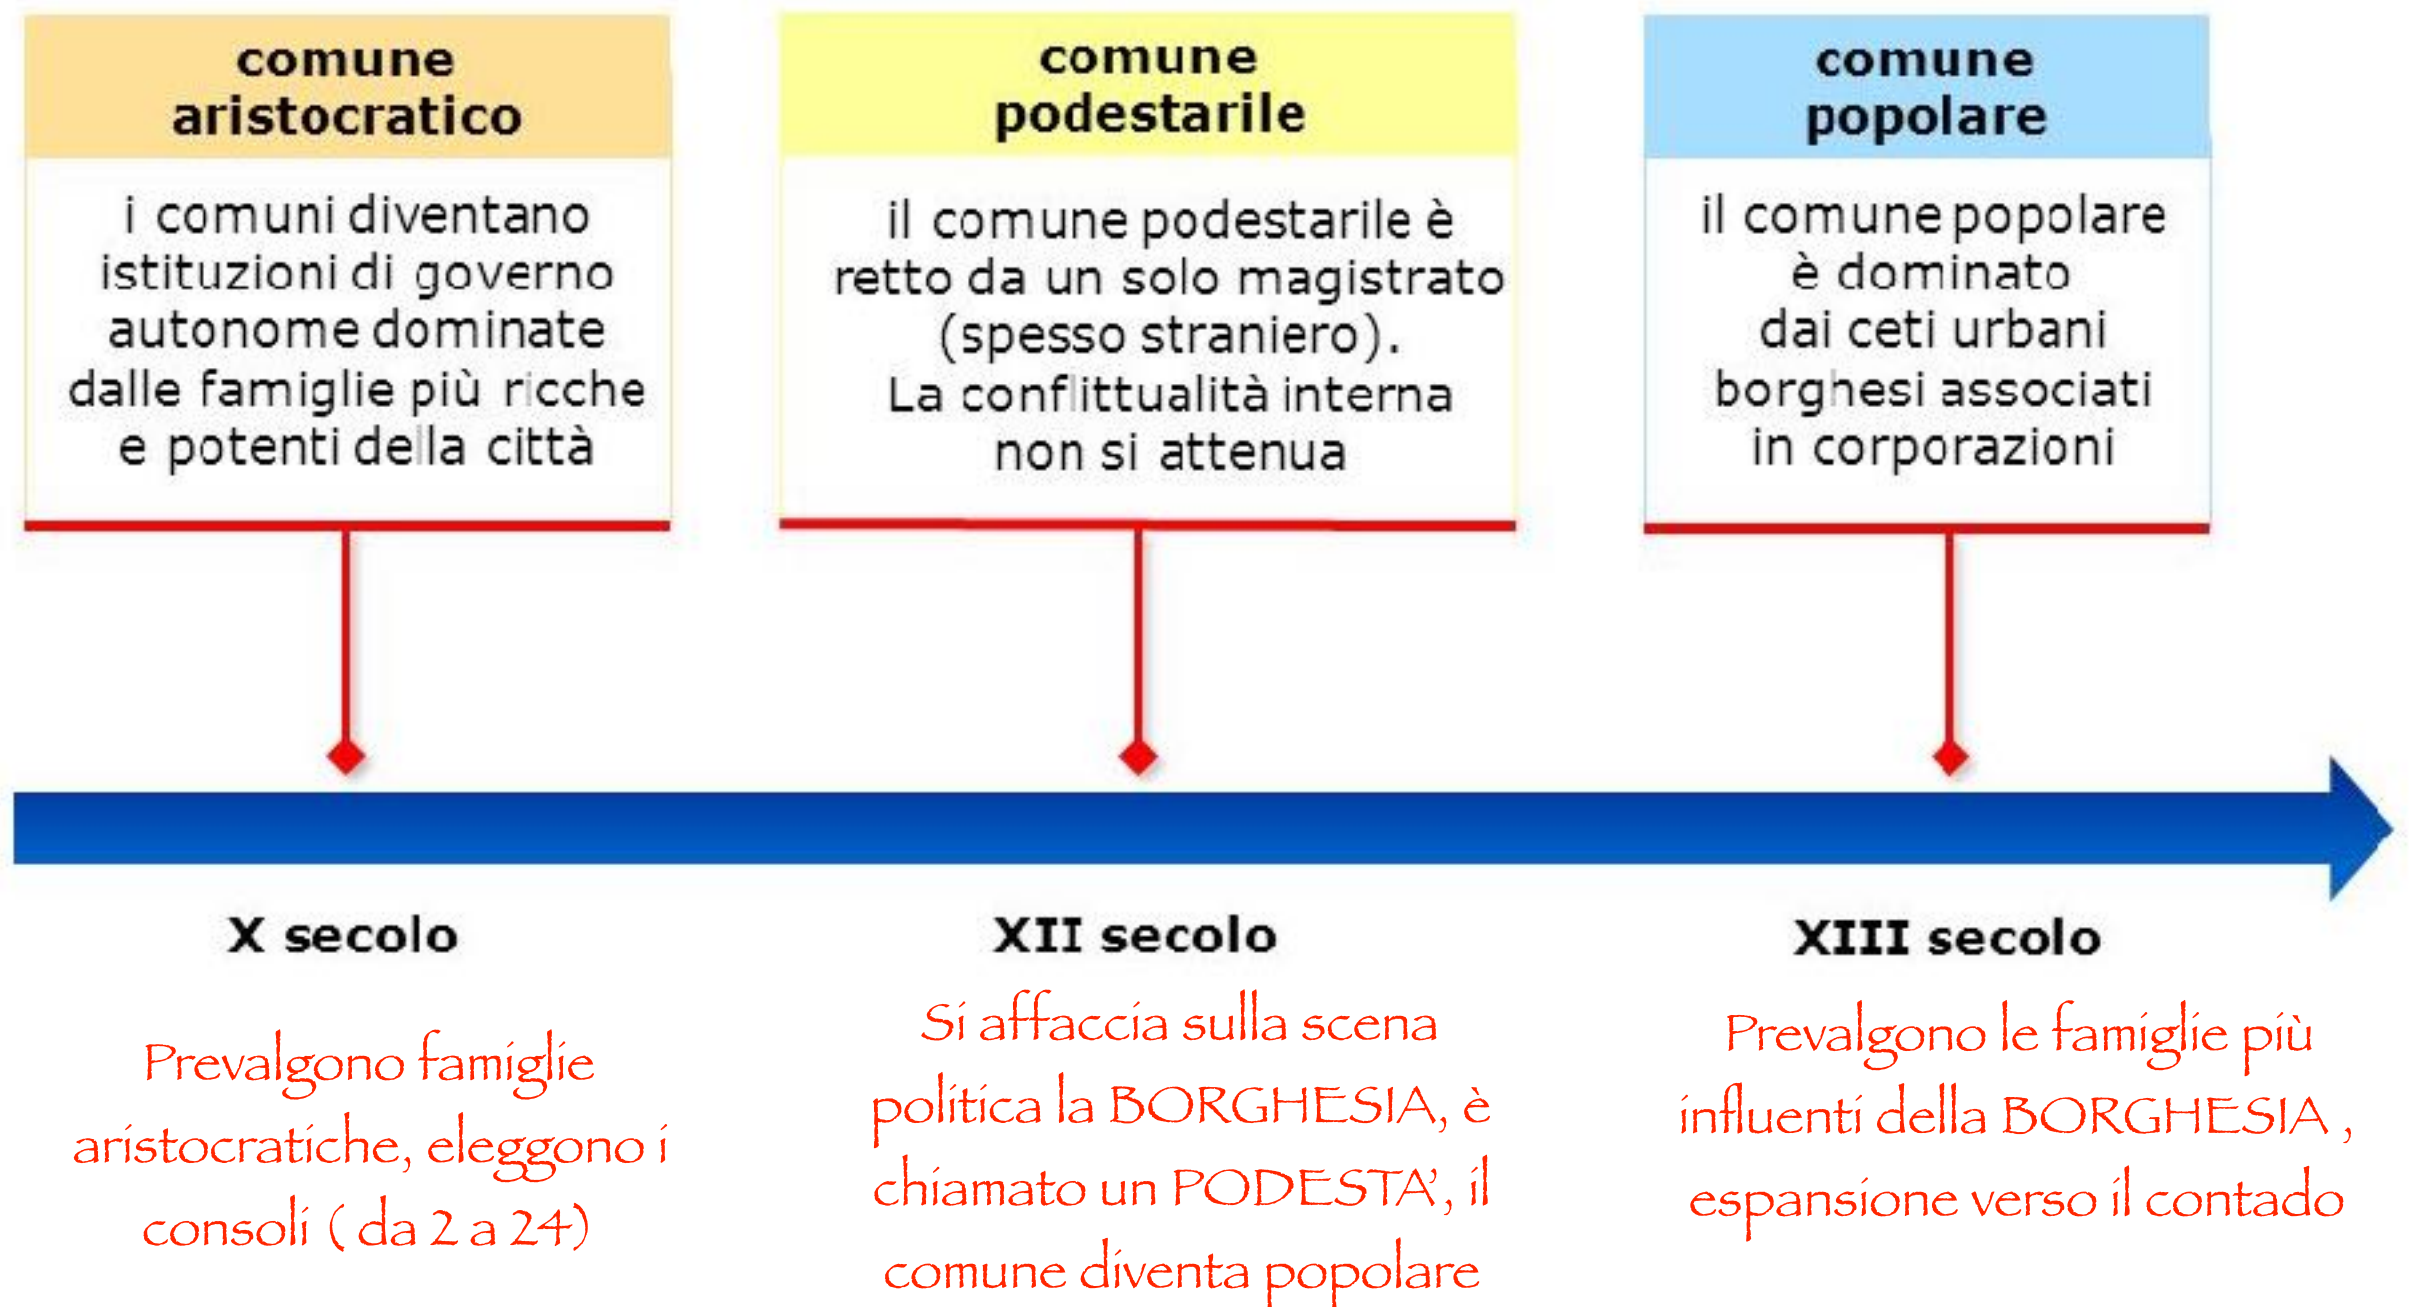 comune
aristocratico
i comuni diventano
istituzioni di governo
autonome dominate
dalle famiglie più ricche
e potenti della città
comune
podestarile
il comune podestarile è
retto da un solo magistrato
(spesso straniero).
La conflittualità interna
non si attenua
comune
popolare
il comune popolare
è dominato
dai ceti urbani
borghesi associati
in corporazioni
X secolo
Prevalgono famiglie
aristocratiche, eleggono i
consoli ( da 2 a 24)
XII secolo
Si affaccia sulla scena
politica la BORGHESIA, è
chiamato un PODESTA’, il
comune diventa popolare
XIII secolo
Prevalgono le famiglie più
influenti della BORGHESIA ,
espansione verso il contado